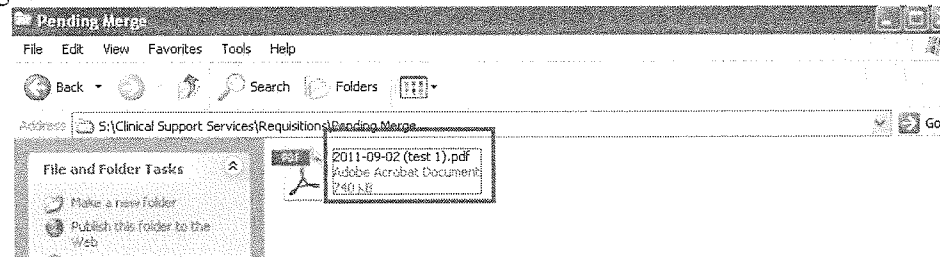 Pending Merge
File Edit View Favorites Tools Help
Back Search Folders
Address S:\Clinical Support Services\Requisitions\Pending Merge Go
File and Folder Tasks
Make a new folder
Publish this folder to the
Web
2011-09-02 (test 1).pdf
Adobe Acrobat Document
740 KB